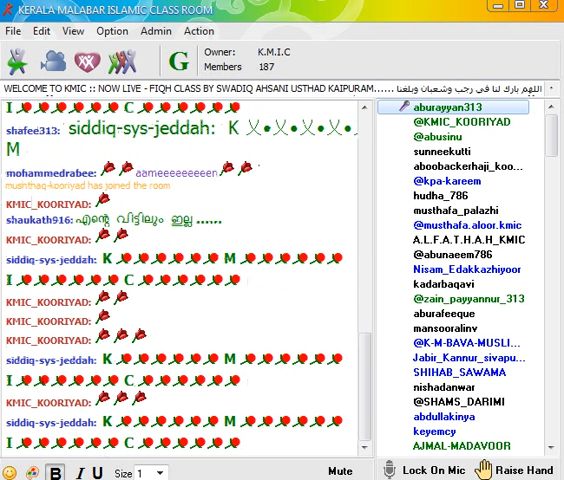 KERALA MALABAR ISLAMIC CLASS ROOM
File Edit View Option Admin Action
G Owner: K.M.I.C
Members 187
WELCOME TO KMIC :: NOW LIVE - FIQH CLASS BY SWADIQ AHSANI USTHAD KAIPURAM..... اللهم بارك لنا في رجب وشعبان وبلغنا
I C
shafee313: siddiq-sys-jeddah: K
M
mohammedrabee: aameeeeeeeeen
musnthaq-kooriyad has joined the room
KMIC_KOORIYAD:
shaukath916: എന്റെ വിട്ടിലും ഇല്ല ......
KMIC_KOORIYAD:
siddiq-sys-jeddah: K M
I C
KMIC_KOORIYAD:
KMIC_KOORIYAD:
KMIC_KOORIYAD:
siddiq-sys-jeddah: K M
I C
KMIC_KOORIYAD:
siddiq-sys-jeddah: K M
I C
B I U Size 1 Mute
aburayyan313
@KMIC_KOORIYAD
@abusinu
sunneekutti
aboobackerhaji_koo...
@kpa-kareem
hudha_786
musthafa_palazhi
@musthafa.aloor.kmic
A.L.F.A.T.H.A.H_KMIC
@abunaeem786
Nisam_Edakkazhiyoor
kadarbaqavi
@zain_payyannur_313
aburafeeque
mansooralinv
@K-M-BAVA-MUSLI...
Jabir_Kannur_sivapu...
SHIHAB_SAWAMA
nishadanwar
@SHAMS_DARIMI
abdullakinya
keyemcy
AJMAL-MADAVOOR
Lock On Mic Raise Hand